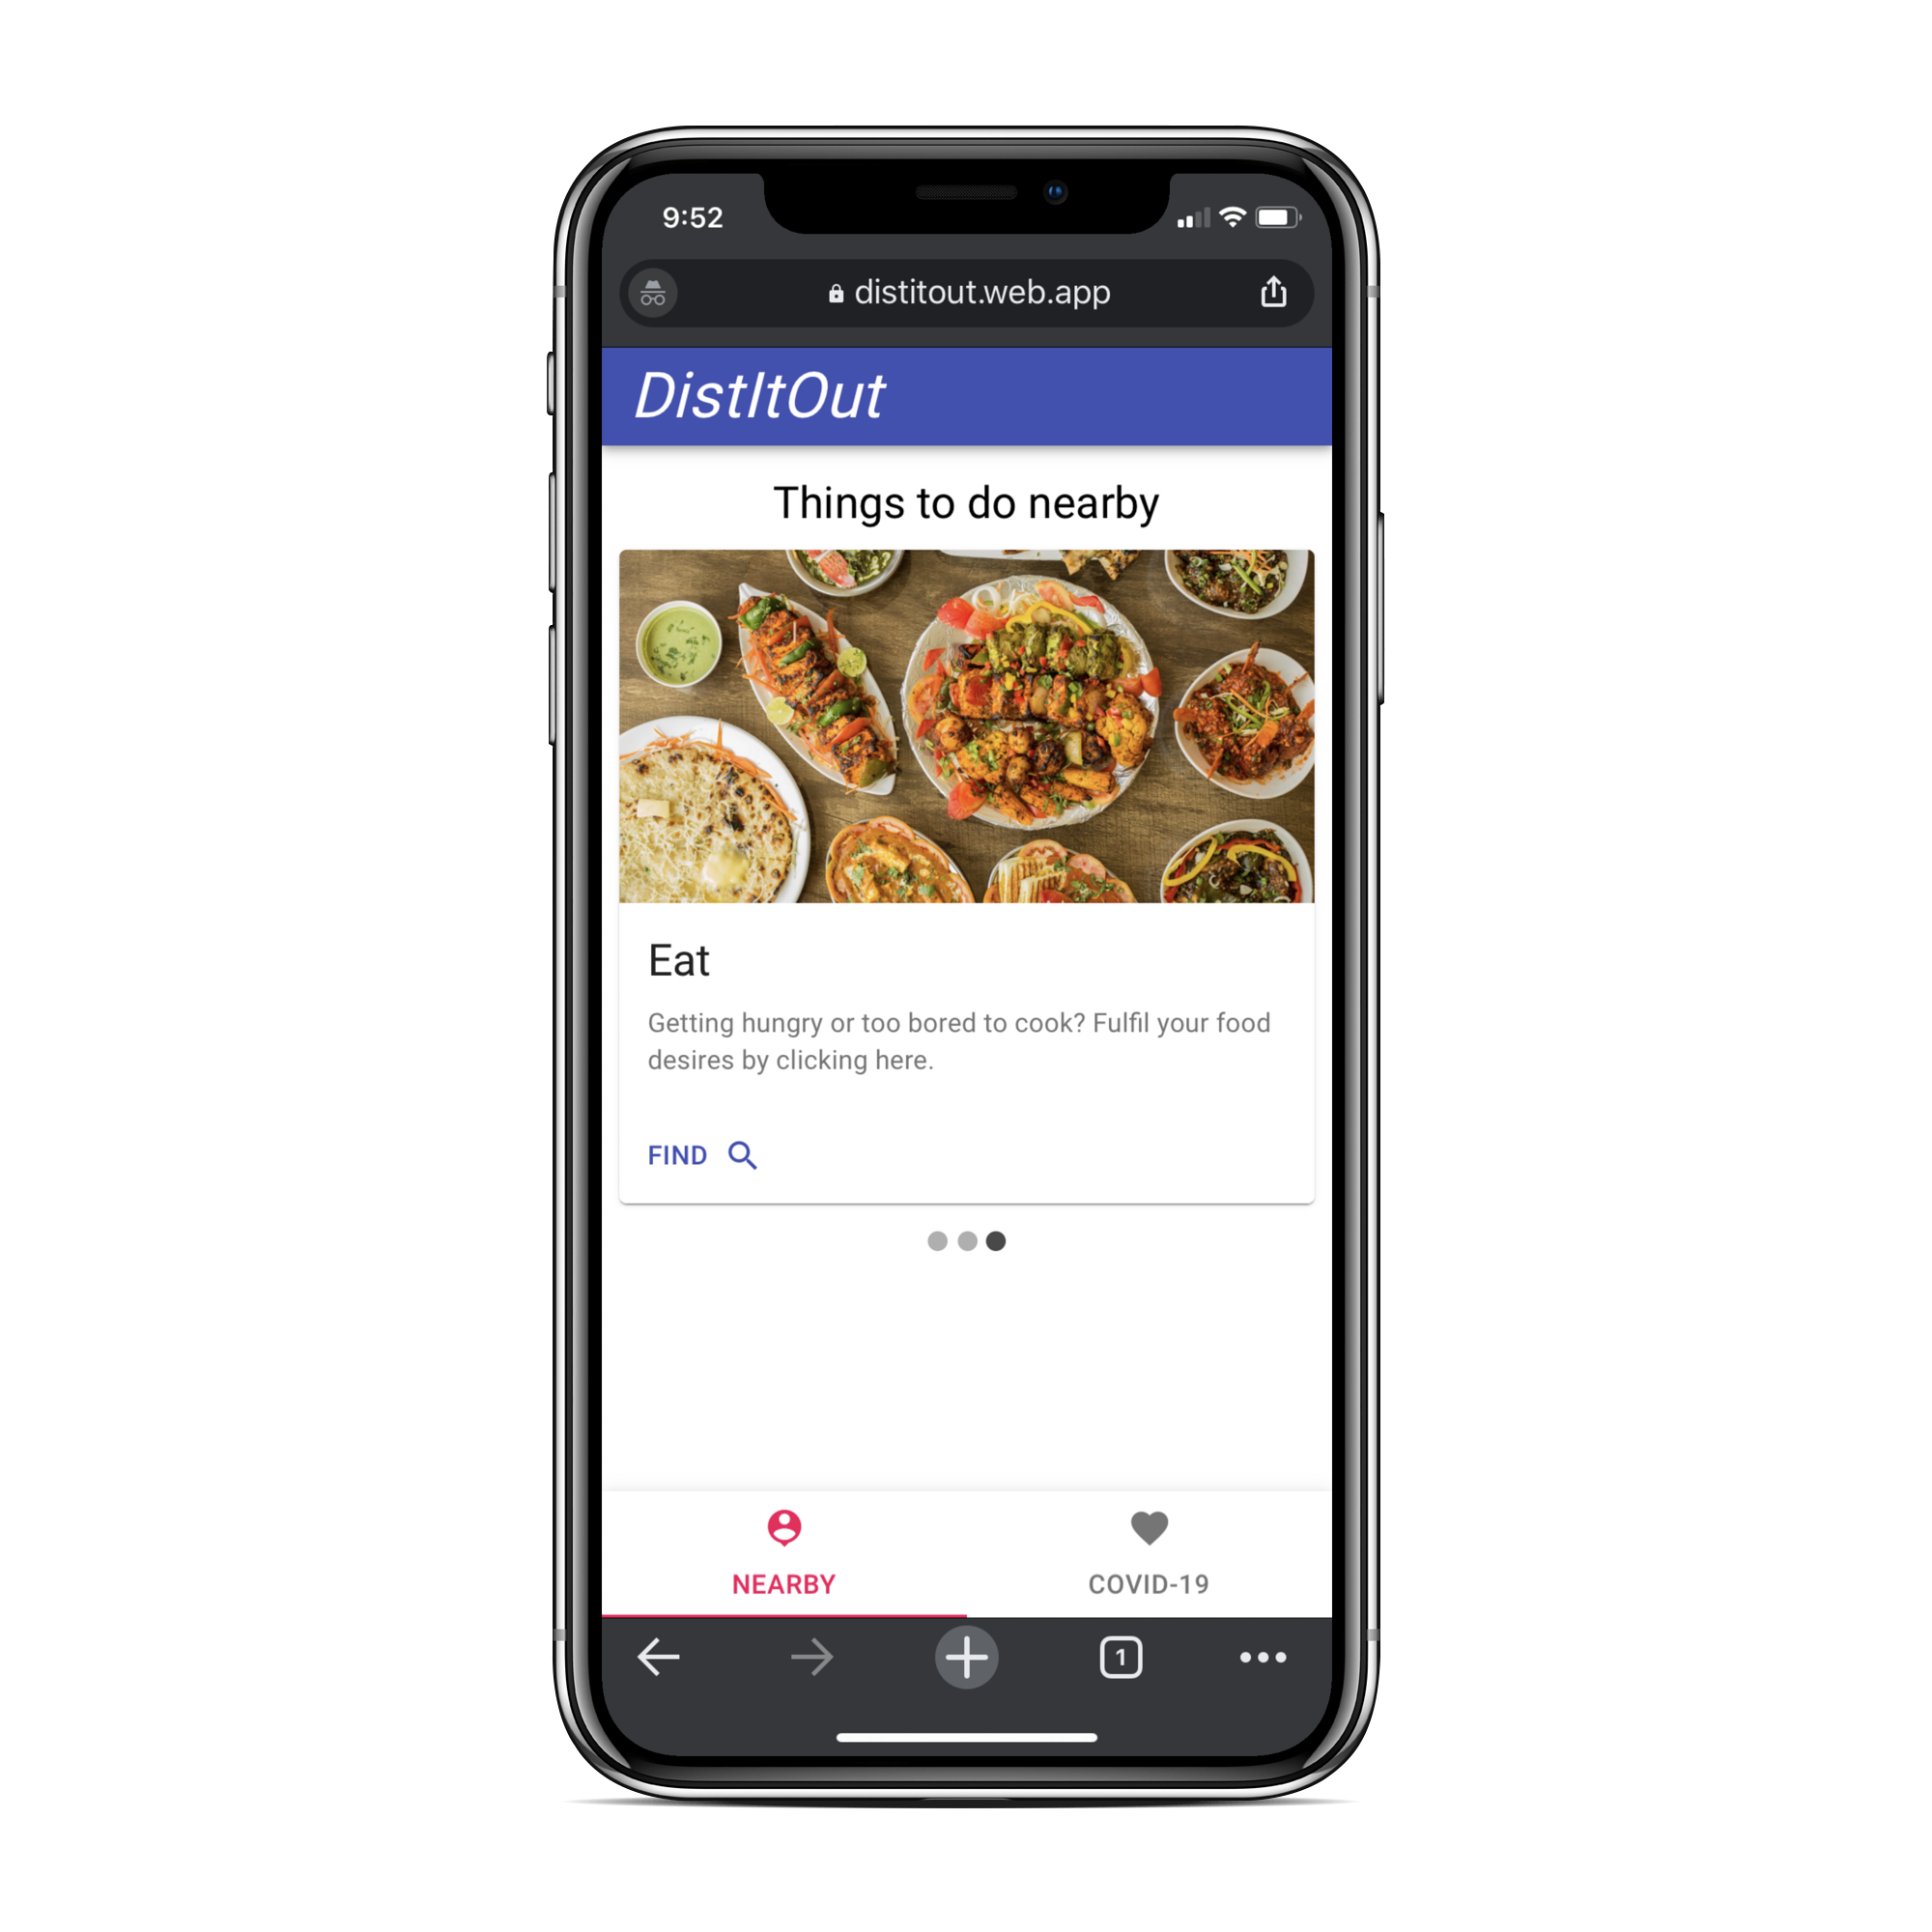 9:52
distitout.web.app
DistItOut
Things to do nearby
Eat
Getting hungry or too bored to cook? Fulfil your food
desires by clicking here.
FIND
NEARBY
COVID-19
1